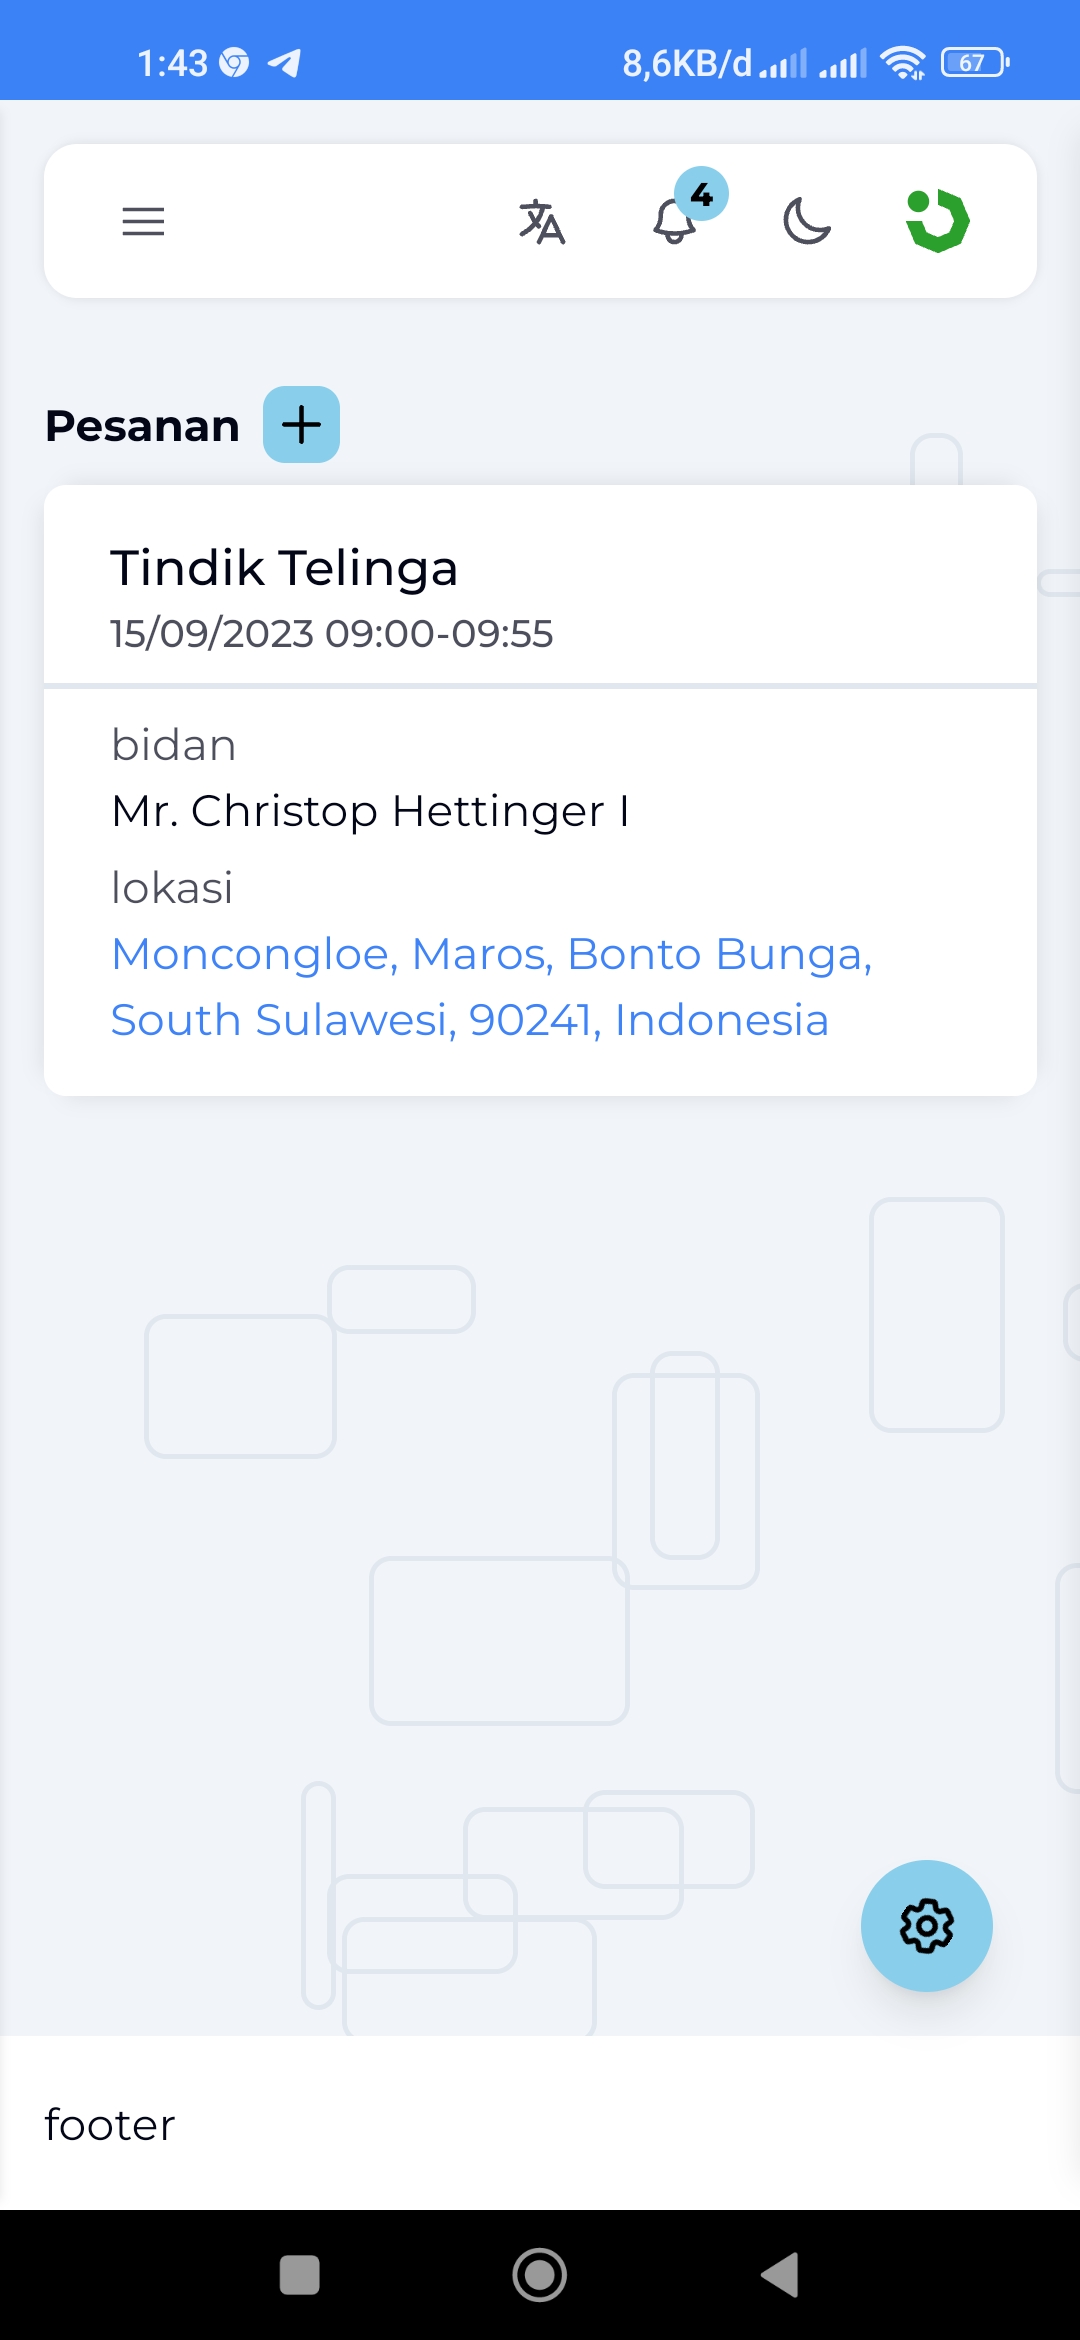 1:43 8,6KB/d 67
4
Pesanan
Tindik Telinga
15/09/2023 09:00-09:55
bidan
Mr. Christop Hettinger I
lokasi
Moncongloe, Maros, Bonto Bunga,
South Sulawesi, 90241, Indonesia
footer